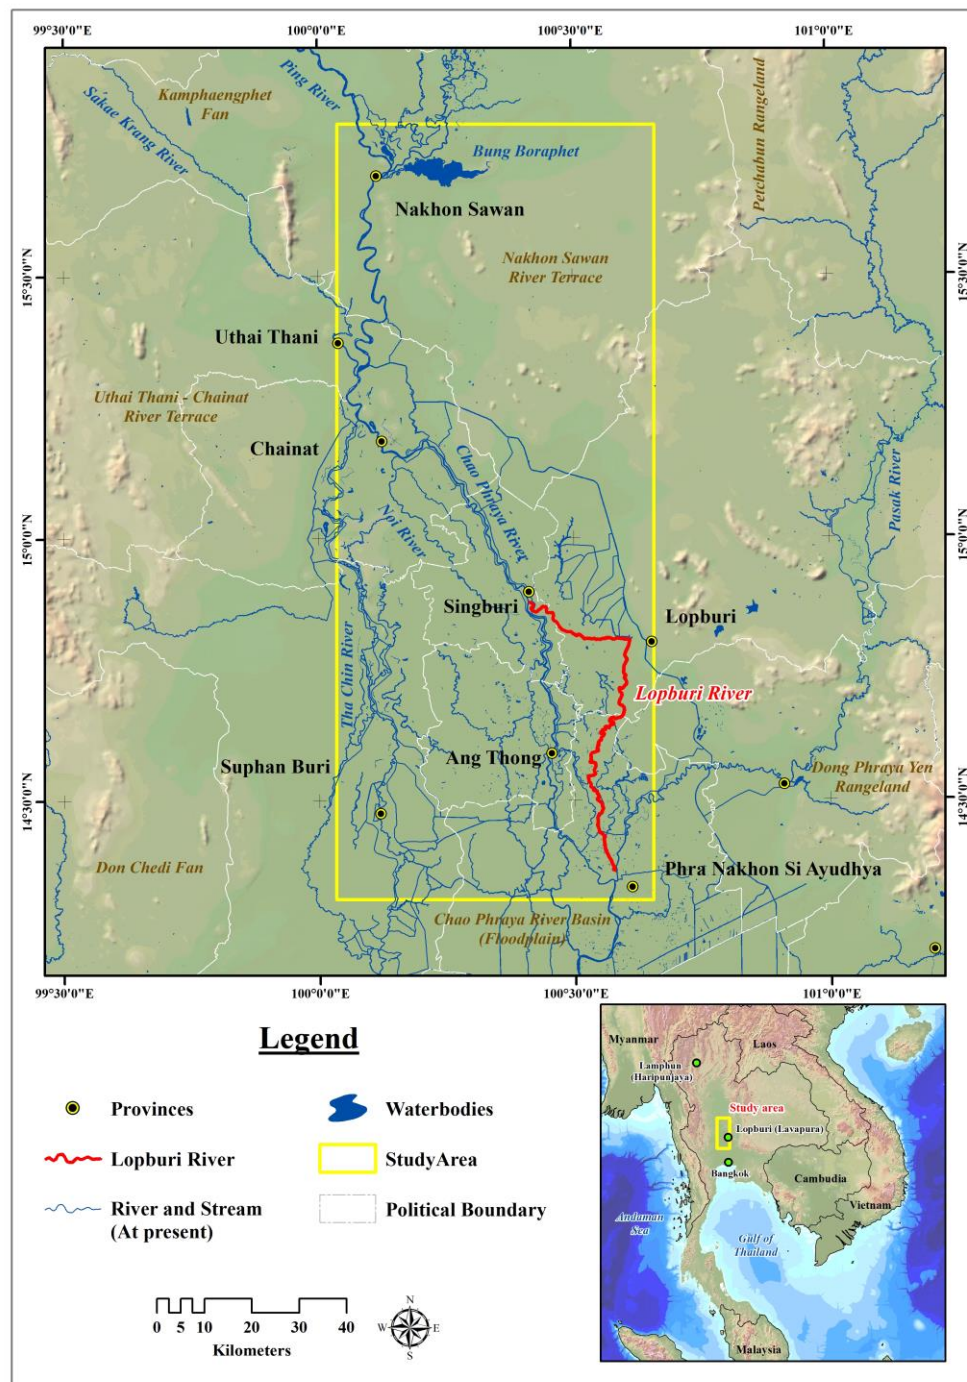 99°30'0"E
100°0'0"E
100°30'0"E
101°0'0"E
Kamphaengphet
Fan
Ping River
Sakae Krang River
Bung Boraphet
Petchabun Rangeland
Nakhon Sawan
Nakhon Sawan
River Terrace
15°30'0"N
15°30'0"N
Uthai Thani
Uthai Thani - Chainat
River Terrace
Chainat
Chao Phraya River
Noi River
Pasak River
15°0'0"N
15°0'0"N
Singburi
Lopburi
Tha Chin River
Lopburi River
Suphan Buri
Ang Thong
Dong Phraya Yen
Rangeland
14°30'0"N
14°30'0"N
Don Chedi Fan
Phra Nakhon Si Ayudhya
Chao Phraya River Basin
(Floodplain)
99°30'0"E
100°0'0"E
100°30'0"E
101°0'0"E
Legend
Provinces
Waterbodies
Lopburi River
StudyArea
River and Stream
(At present)
Political Boundary
0 5 10 20 30 40
Kilometers
N
W
E
S
Myanmar
Laos
Lamphun
(Haripunjaya)
Study area
Lopburi (Lavapura)
Bangkok
Cambudia
Vietnam
Andaman
Sea
Gulf of
Thailand
Malaysia